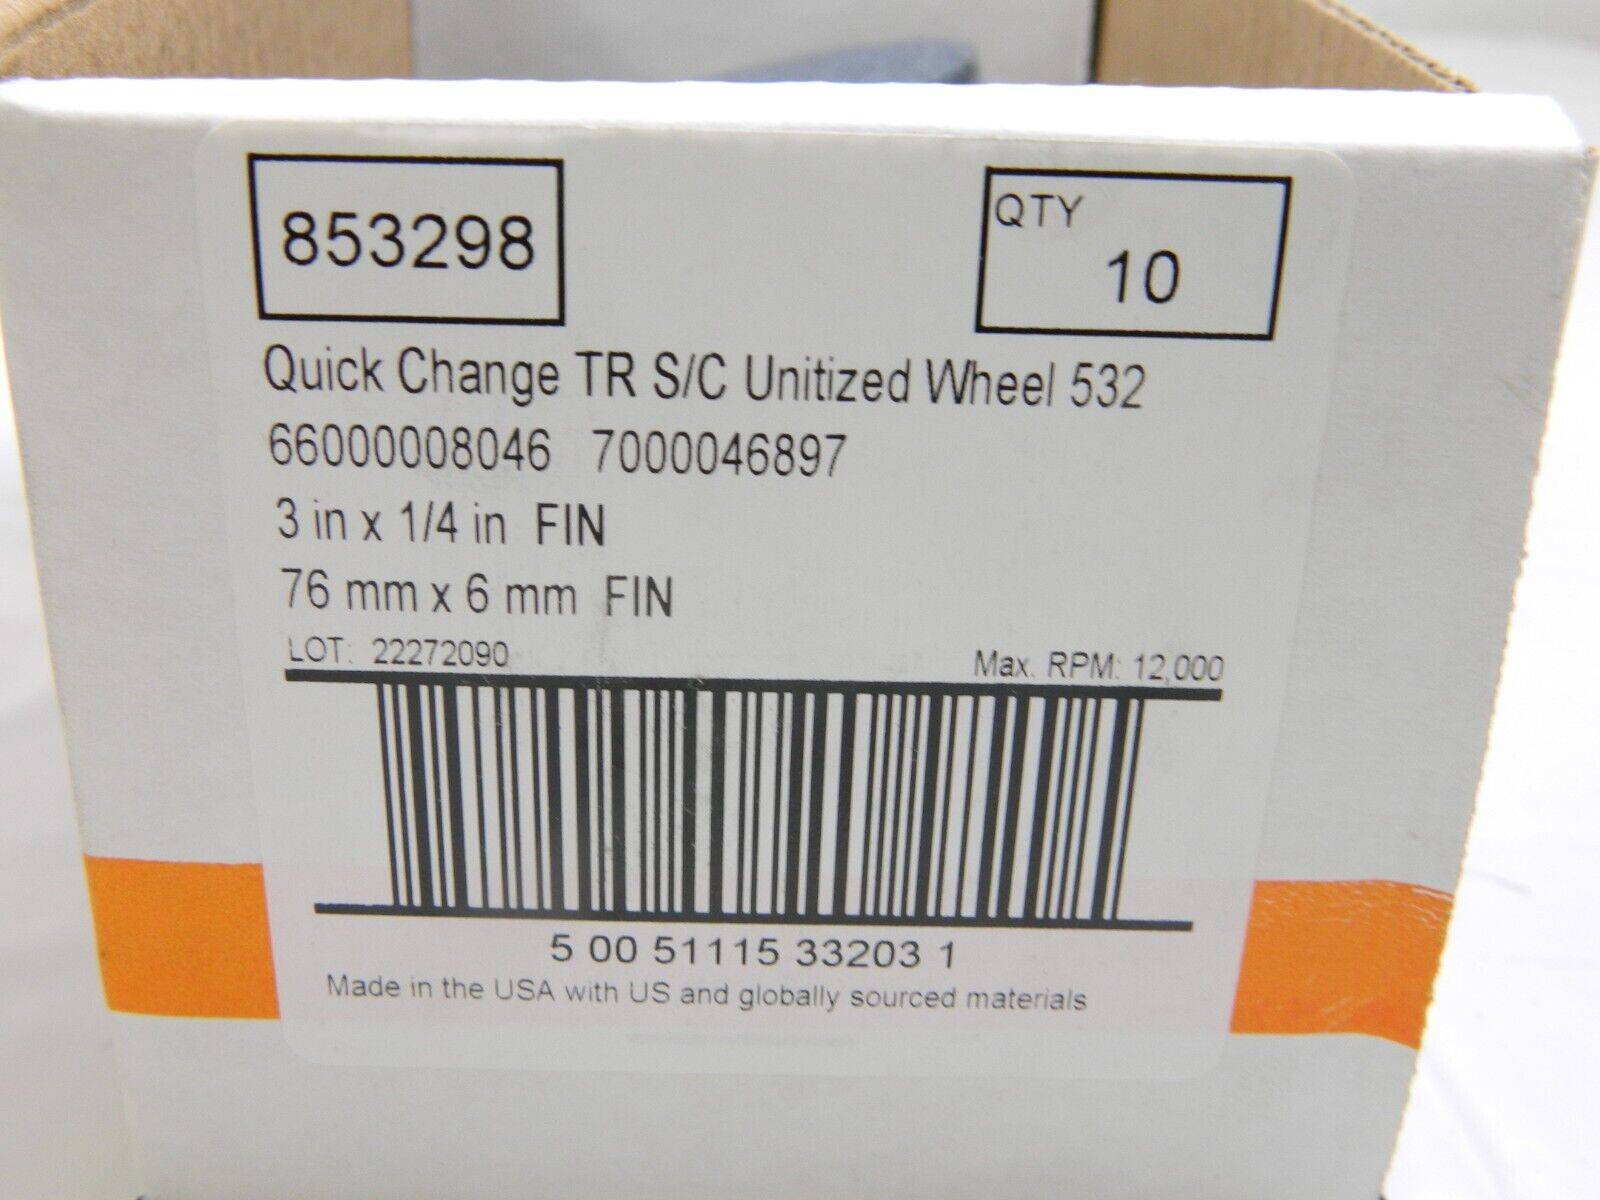 853298
QTY
10
Quick Change TR S/C Unitized Wheel 532
66000008046 7000046897
3 in x 1/4 in FIN
76 mm x 6 mm FIN
LOT: 22272090 Max. RPM: 12,000
5 00 51115 33203 1
Made in the USA with US and globally sourced materials